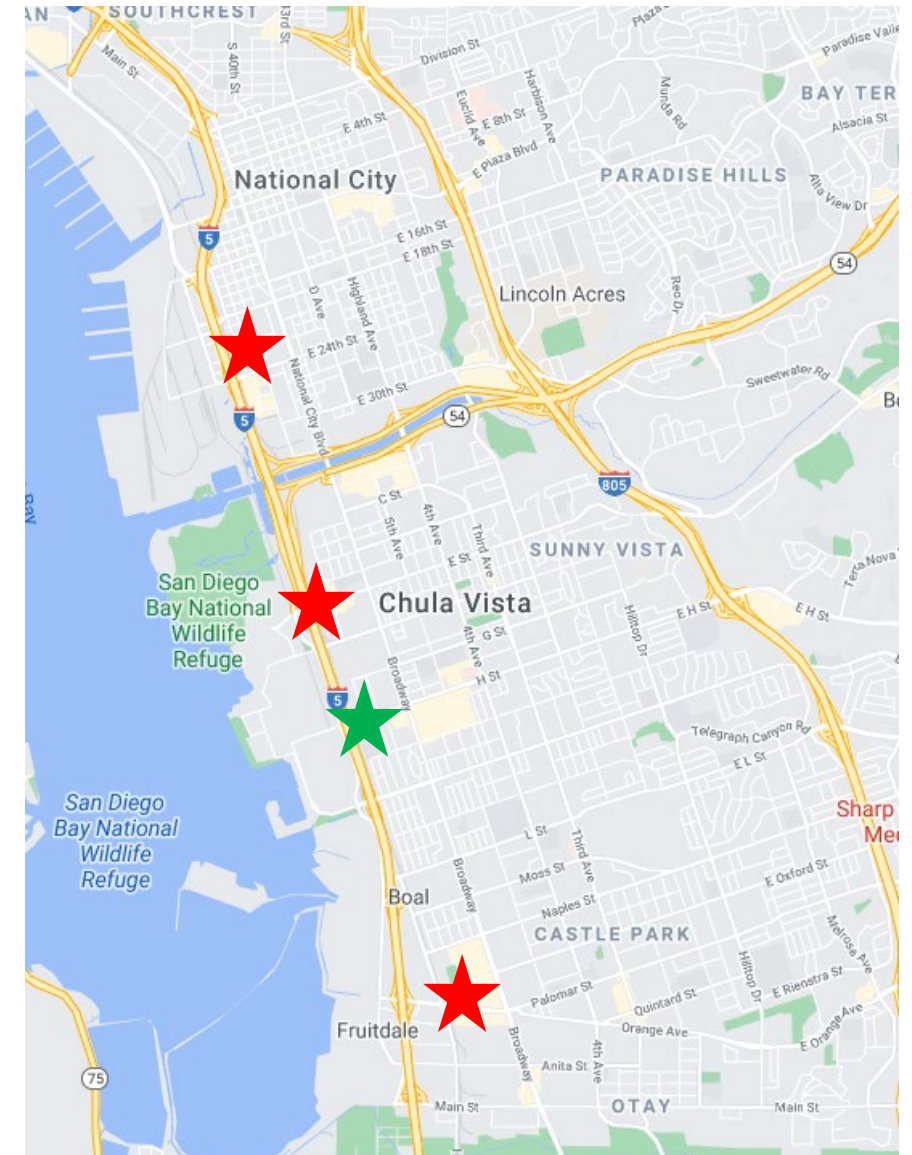 SOUTHCREST
43rd St
Main St
S 40th St
Division St
Paradise Valle
BAY TER
Euclid Ave
Harbison Ave
Munda Rd
E 4th St
E 8th St
Alsacia St
E Plaza Blvd
National City
PARADISE HILLS
Alta View Dr
E 16th St
E 18th St
5
54
Lincoln Acres
Reo Dr
D Ave
Highland Ave
E 24th St
National City Blvd
Sweetwater Rd
E 30th St
Be
5
54
805
C St
Bay
5th Ave
4th Ave
Third Ave
E St
SUNNY VISTA
Terra Nova
San Diego
Bay National
Wildlife
Refuge
Chula Vista
E H St
E H St
Hilltop Dr
4th Ave
G St
Broadway
H St
5
Telegraph Canyon Rd
E L St
San Diego
Bay National
Wildlife
Refuge
Sharp
Med
L St
Third Ave
Moss St
E Oxford St
Boal
Broadway
Naples St
CASTLE PARK
Melrose Ave
Hilltop Dr
E Rienstra St
Palomar St
Quintard St
Fruitdale
Orange Ave
E Orange Ave
Broadway
4th Ave
Anita St
75
Main St
OTAY
Main St